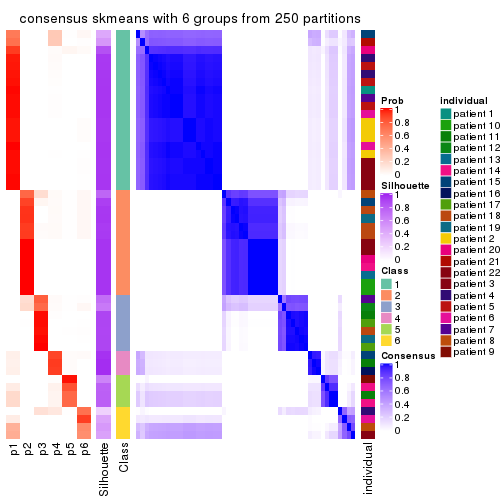 consensus skmeans with 6 groups from 250 partitions
Prob
1
0.8
0.6
0.4
0.2
0
Silhouette
1
0.8
0.6
0.4
0.2
0
Class
1
2
3
4
5
6
Consensus
1
0.8
0.6
0.4
0.2
0
individual
patient 1
patient 10
patient 11
patient 12
patient 13
patient 14
patient 15
patient 16
patient 17
patient 18
patient 19
patient 2
patient 20
patient 21
patient 22
patient 3
patient 4
patient 5
patient 6
patient 7
patient 8
patient 9
p1
p2
p3
p4
p5
p6
Silhouette
Class
individual